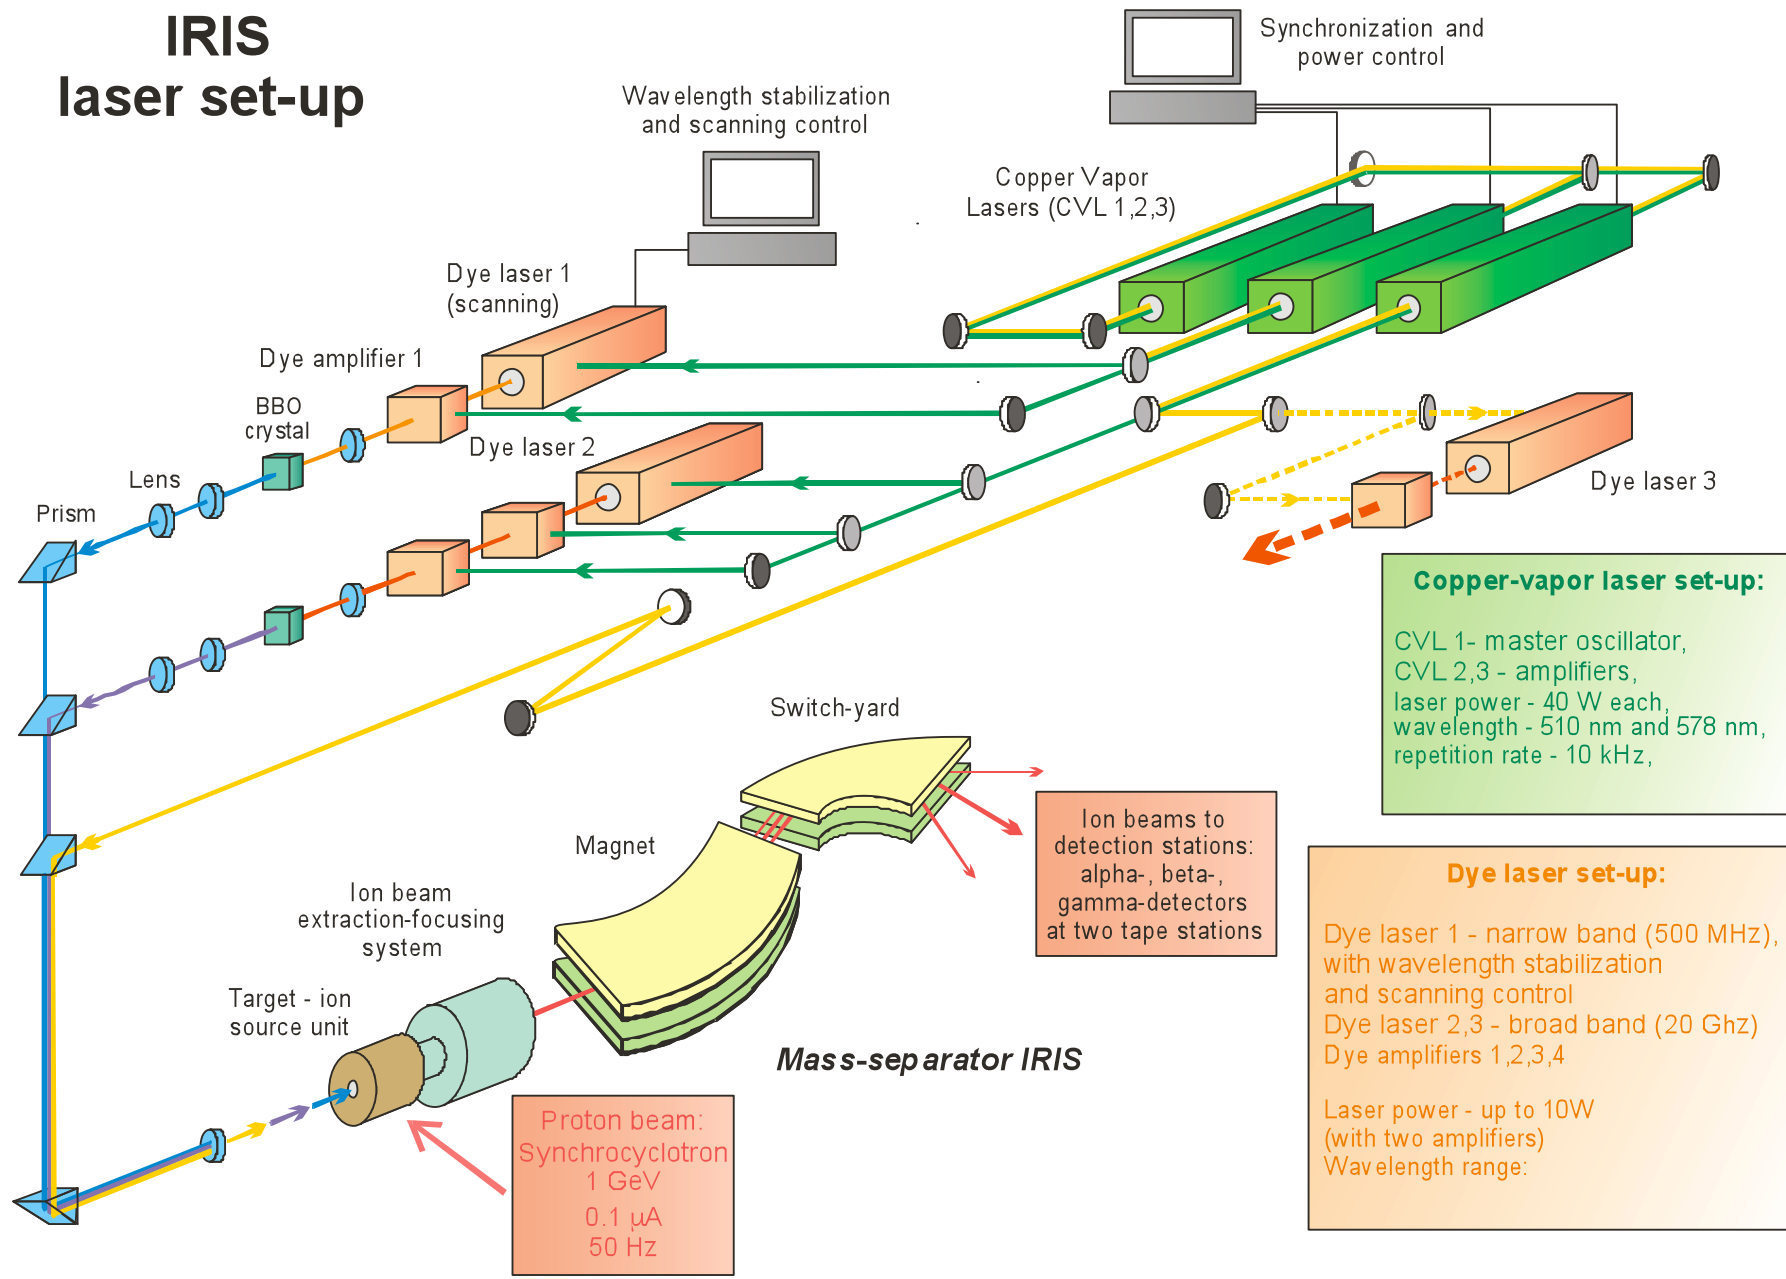 IRIS
laser set-up
Synchronization and
power control
Wavelength stabilization
and scanning control
Copper Vapor
Lasers (CVL 1,2,3)
Dye laser 1
(scanning)
Dye amplifier 1
BBO
crystal
Dye laser 2
Lens
Prism
Dye laser 3
Copper-vapor laser set-up:
CVL 1- master oscillator,
CVL 2,3 - amplifiers,
laser power - 40 W each,
wavelength - 510 nm and 578 nm,
repetition rate - 10 kHz,
Switch-yard
Magnet
Ion beams to
detection stations:
alpha-, beta-,
gamma-detectors
at two tape stations
Ion beam
extraction-focusing
system
Target - ion
source unit
Mass-separator IRIS
Dye laser set-up:
Dye laser 1 - narrow band (500 MHz),
with wavelength stabilization
and scanning control
Dye laser 2,3 - broad band (20 Ghz)
Dye amplifiers 1,2,3,4
Laser power - up to 10W
(with two amplifiers)
Wavelength range:
Proton beam:
Synchrocyclotron
1 GeV
0.1 µA
50 Hz